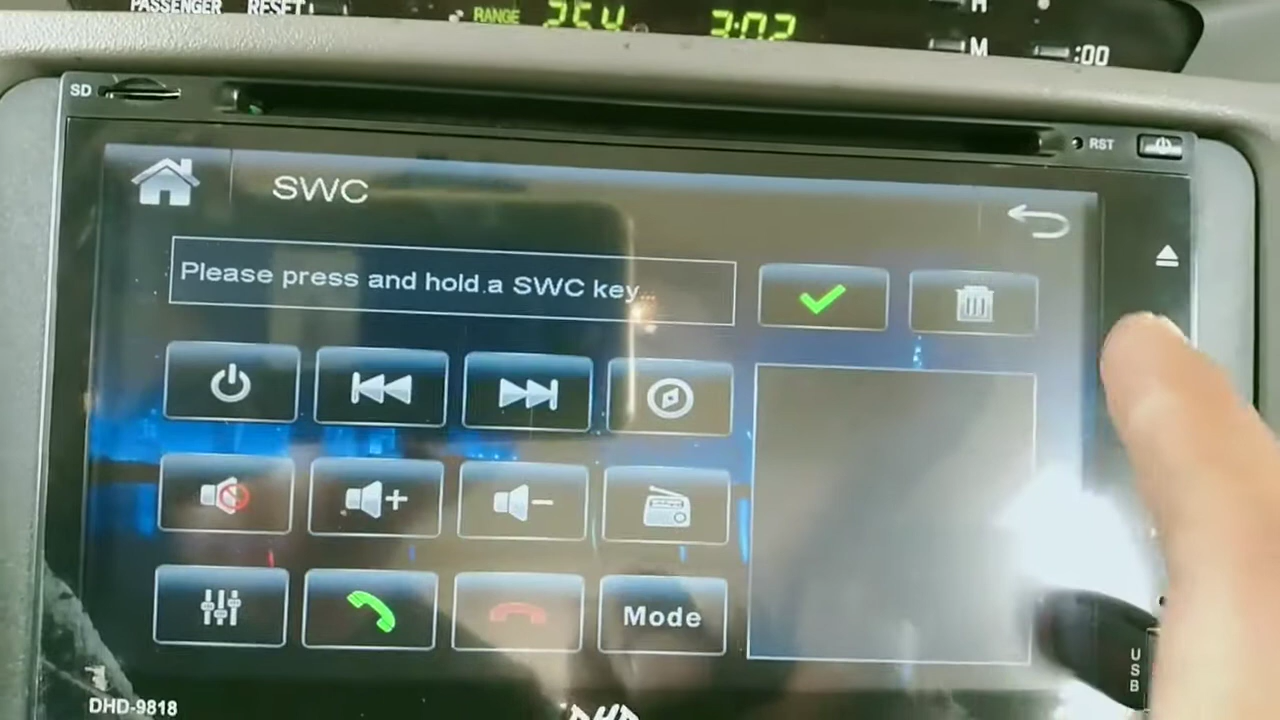 PASSENGER RESET RANGE 254 3:02 H
M :00
SD RST
SWC
Please press and hold a SWC key...
Mode
USB
DHD-9818
DHD